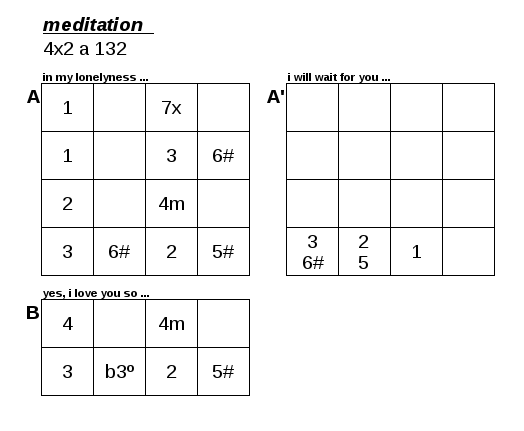 meditation
4x2 a 132
in my lonelyness ...
A
1 7x
1 3 6#
2 4m
3 6# 2 5#
i will wait for you ...
A'
3 2 1
6# 5
yes, i love you so ...
B
4 4m
3 b3º 2 5#